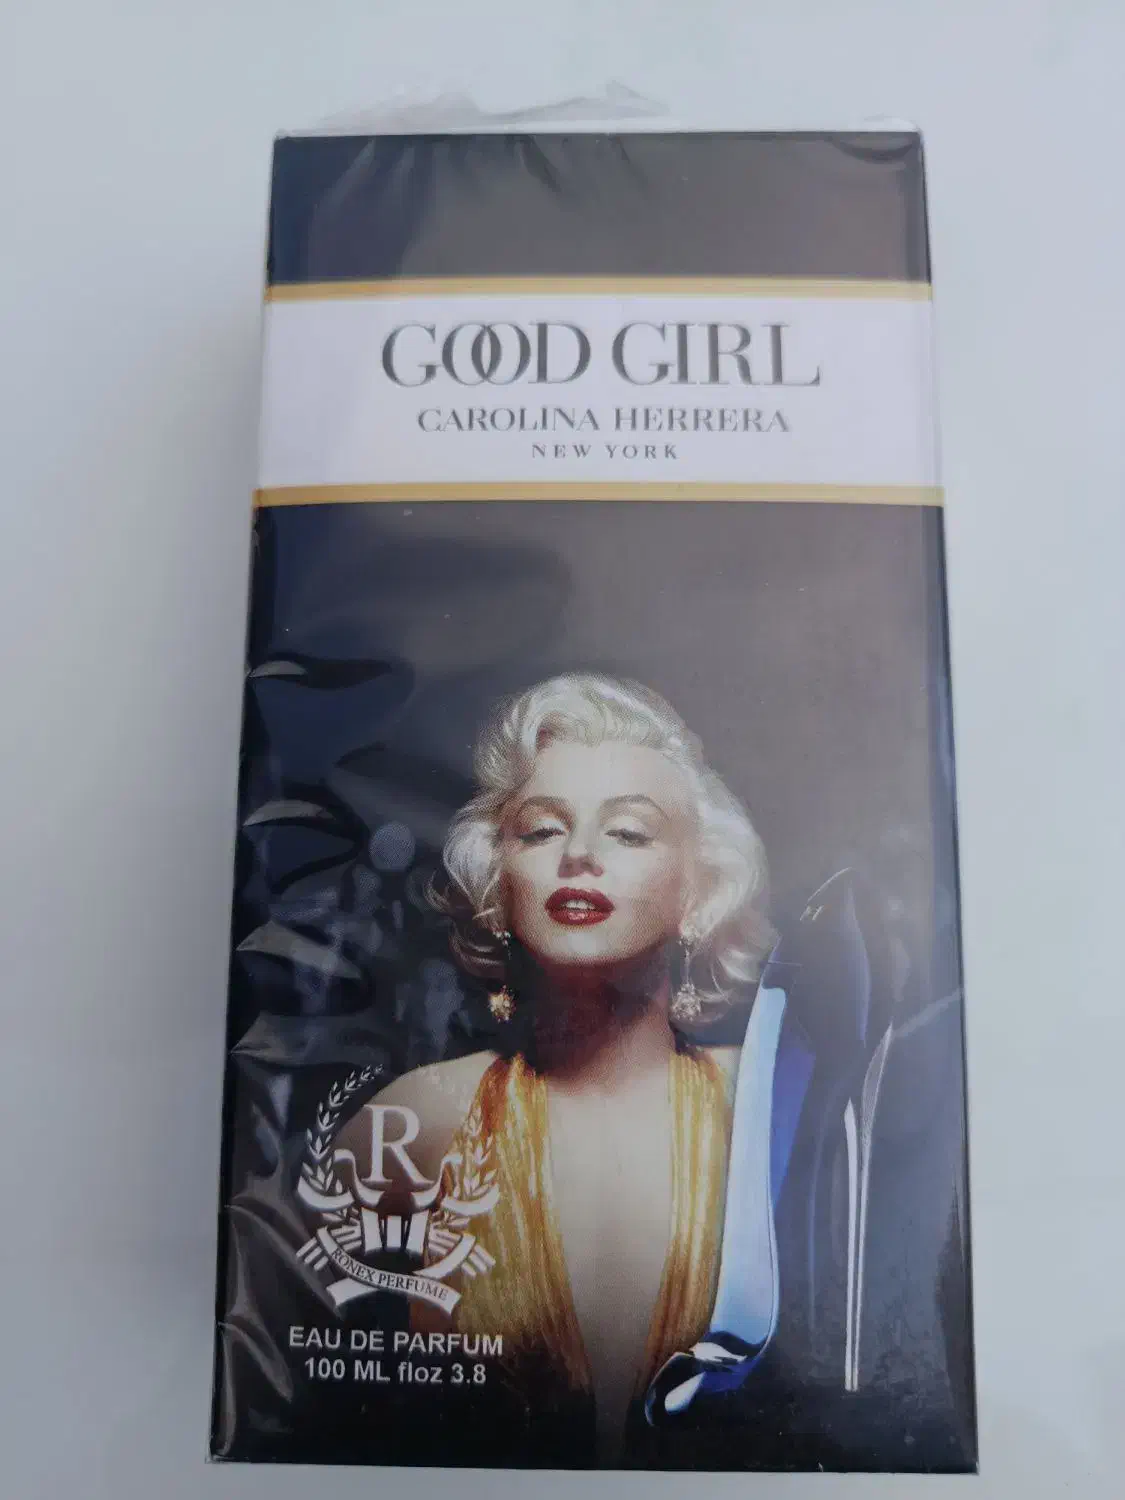 GOOD GIRL
CAROLINA HERRERA
NEW YORK
R
RONEX PERFUME
EAU DE PARFUM
100 ML floz 3.8